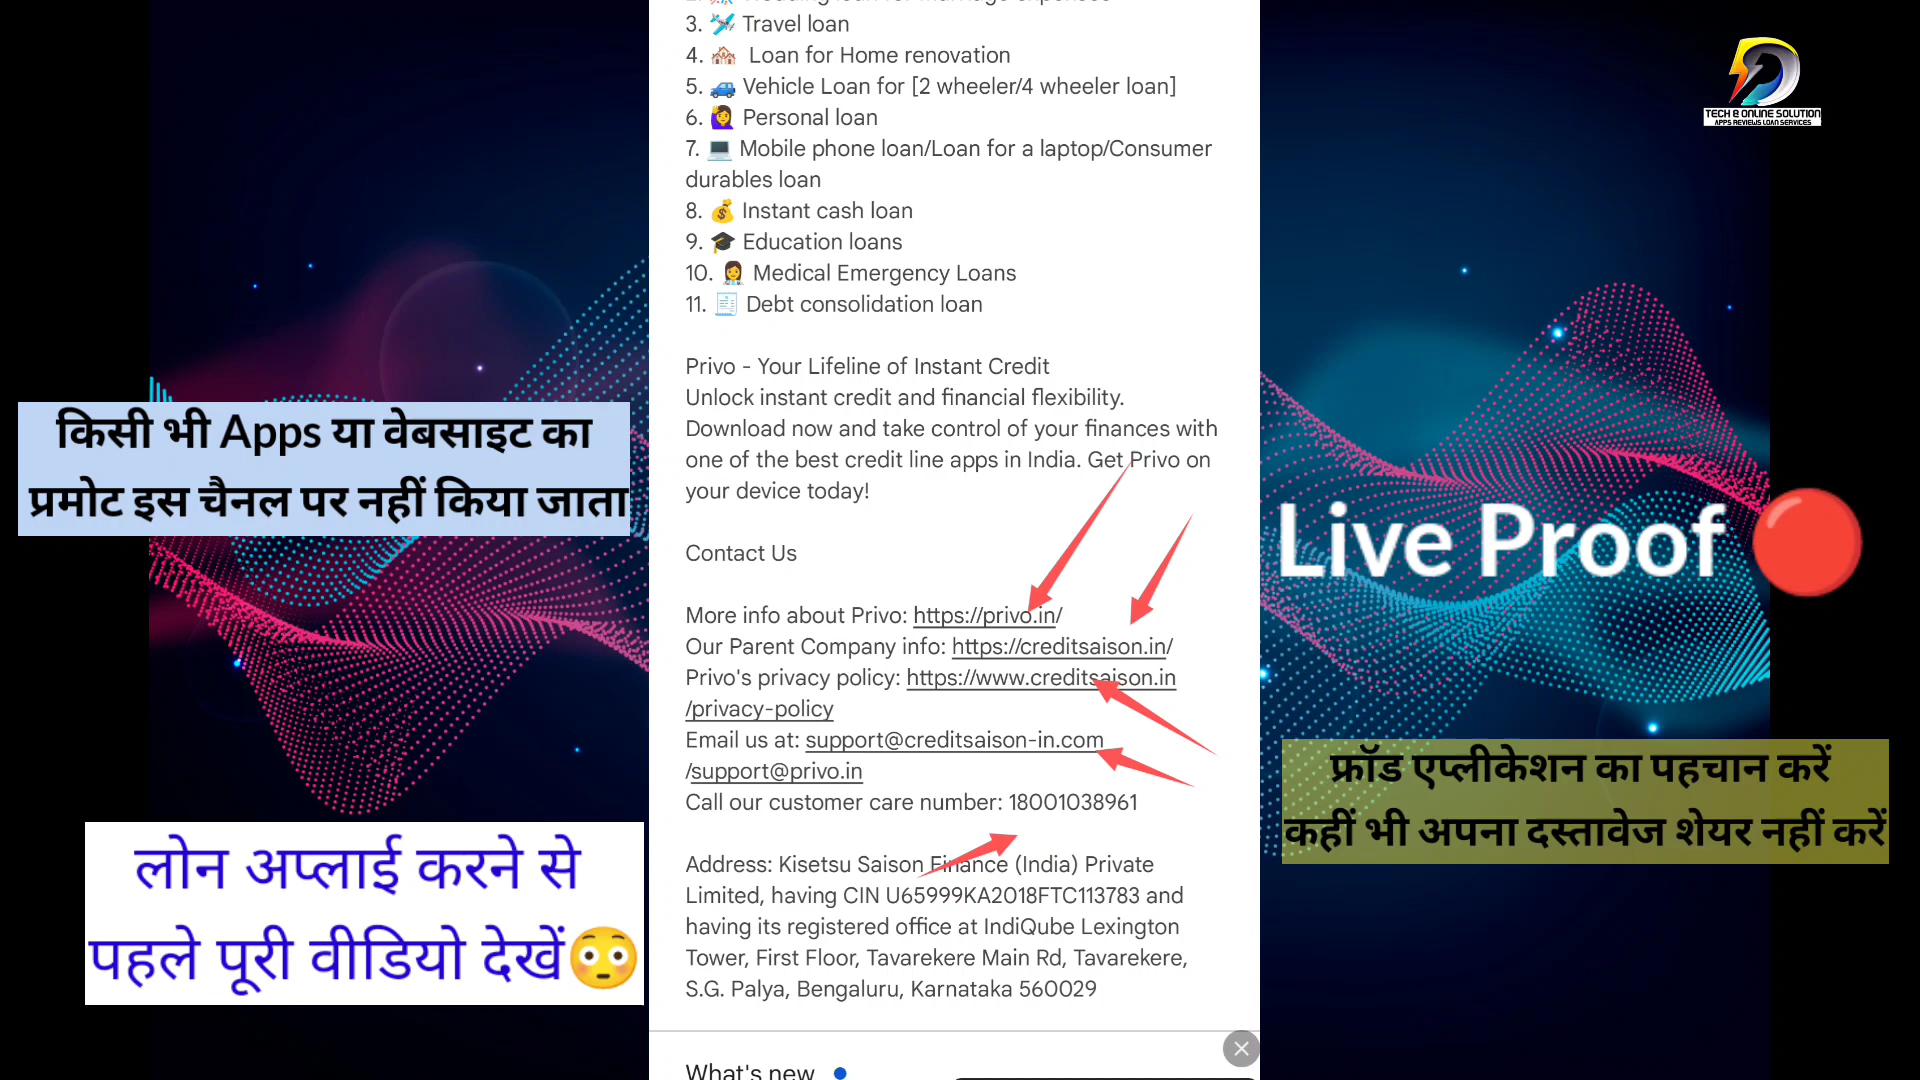 3. Travel loan
4. Loan for Home renovation
5. Vehicle Loan for [2 wheeler/4 wheeler loan]
6. Personal loan
7. Mobile phone loan/Loan for a laptop/Consumer
durables loan
8. Instant cash loan
9. Education loans
10. Medical Emergency Loans
11. Debt consolidation loan
Privo - Your Lifeline of Instant Credit
Unlock instant credit and financial flexibility.
Download now and take control of your finances with
one of the best credit line apps in India. Get Privo on
your device today!
Contact Us
More info about Privo: https://privo.in/
Our Parent Company info: https://creditsaison.in/
Privo's privacy policy: https://www.creditsaison.in
/privacy-policy
Email us at: support@creditsaison-in.com
/support@privo.in
Call our customer care number: 18001038961
Address: Kisetsu Saison Finance (India) Private
Limited, having CIN U65999KA2018FTC113783 and
having its registered office at IndiQube Lexington
Tower, First Floor, Tavarekere Main Rd, Tavarekere,
S.G. Palya, Bengaluru, Karnataka 560029
What's new
किसी भी Apps या वेबसाइट का
प्रमोट इस चैनल पर नहीं किया जाता
लोन अप्लाई करने से
पहले पूरी वीडियो देखें
TECH & ONLINE SOLUTION
APPS REVIEWS LOAN SERVICES
Live Proof
फ्रॉड एप्लीकेशन का पहचान करें
कहीं भी अपना दस्तावेज शेयर नहीं करें